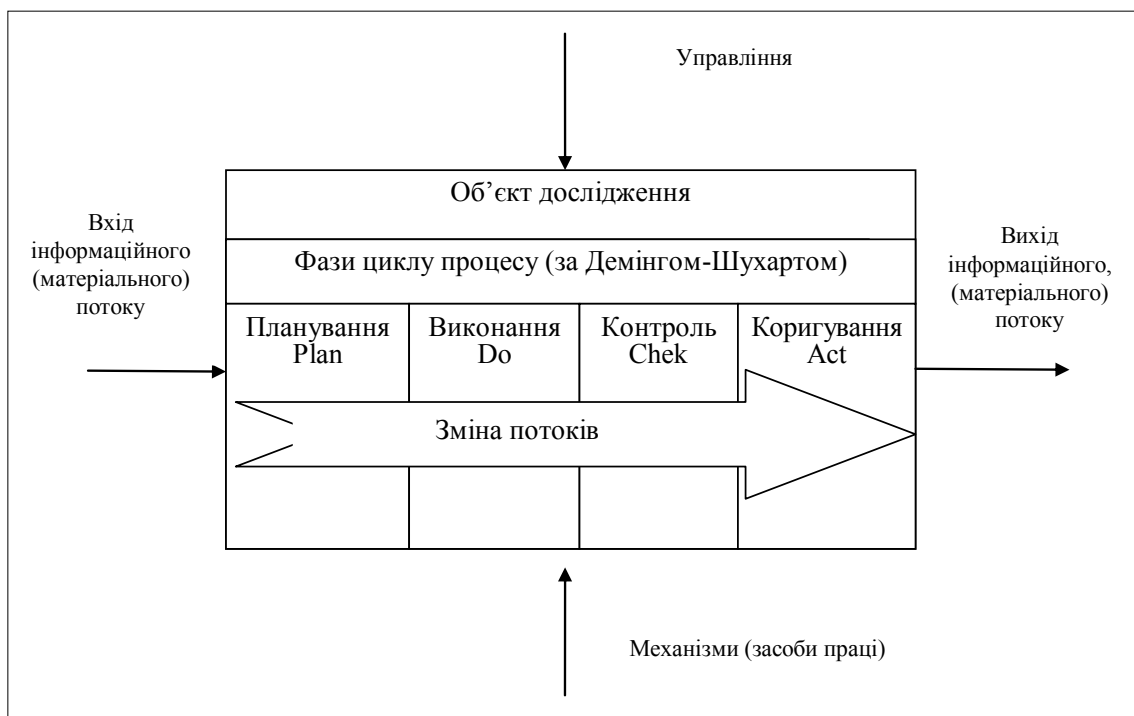 Управління
Об’єкт дослідження
Вхід
інформаційного
(матеріального)
потоку
Фази циклу процесу (за Демінгом-Шухартом)
Вихід
інформаційного,
(матеріального)
потоку
Планування
Plan
Виконання
Do
Контроль
Chek
Коригування
Act
Зміна потоків
Механізми (засоби праці)